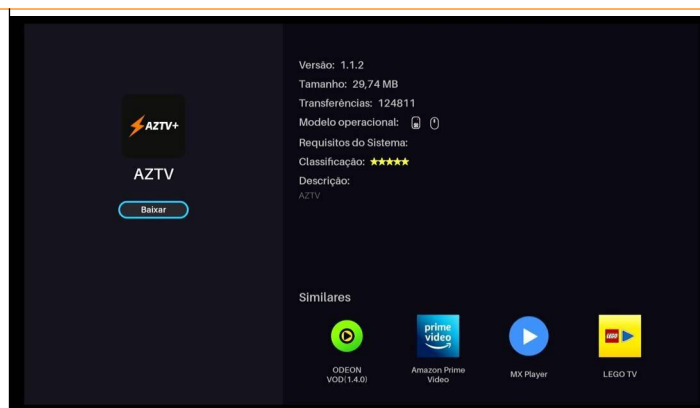 AZTV+
AZTV
Baixar
Versão: 1.1.2
Tamanho: 29,74 MB
Transferências: 124811
Modelo operacional:
Requisitos do Sistema:
Classificação: ★★★★★
Descrição:
AZTV
Similares
prime
video
LEGO
ODEON
VOD(1.4.0)
Amazon Prime
Video
MX Player
LEGO TV